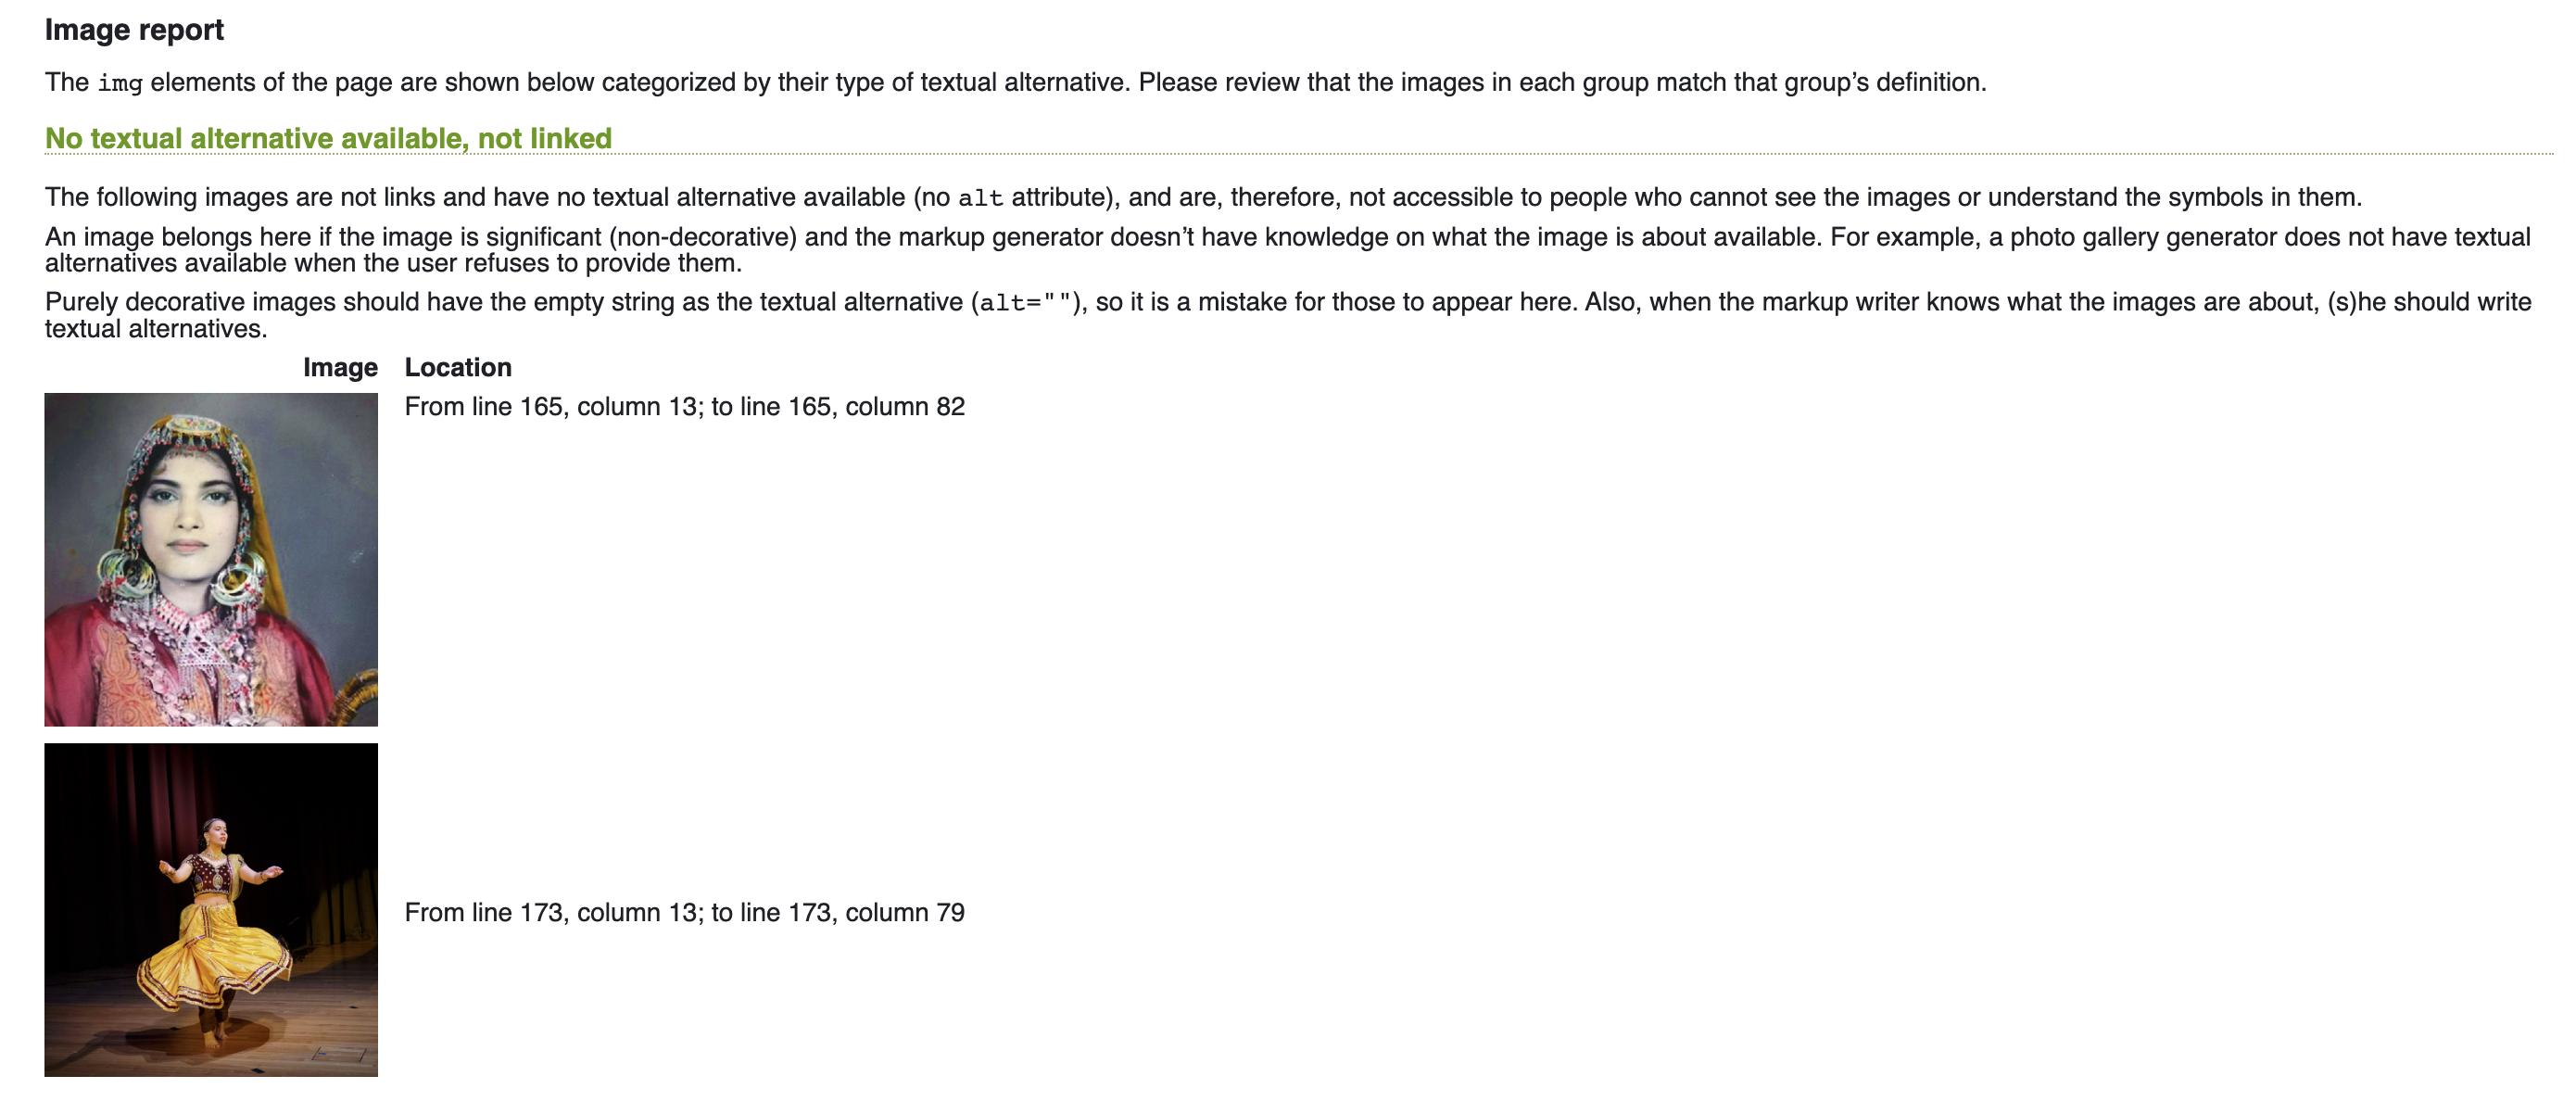 Image report
The img elements of the page are shown below categorized by their type of textual alternative. Please review that the images in each group match that group’s definition.
No textual alternative available, not linked
The following images are not links and have no textual alternative available (no alt attribute), and are, therefore, not accessible to people who cannot see the images or understand the symbols in them.
An image belongs here if the image is significant (non-decorative) and the markup generator doesn’t have knowledge on what the image is about available. For example, a photo gallery generator does not have textual
alternatives available when the user refuses to provide them.
Purely decorative images should have the empty string as the textual alternative (alt=""), so it is a mistake for those to appear here. Also, when the markup writer knows what the images are about, (s)he should write
textual alternatives.
Image Location
From line 165, column 13; to line 165, column 82
From line 173, column 13; to line 173, column 79